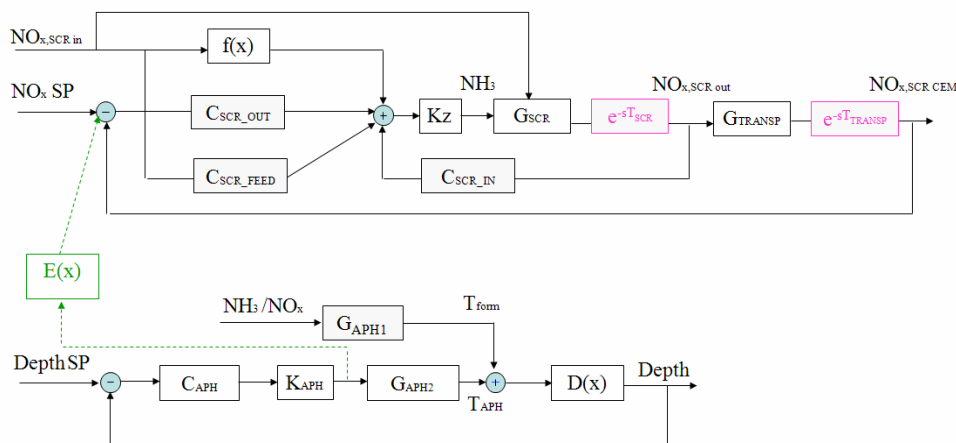 NOx,SCR in
f(x)
NH3
NOx,SCR out
NOx,SCR CEM
NOx SP
−
CSCR_OUT
+
Kz
GSCR
e-sTSCR
GTRANSP
e-sTTRANSP
CSCR_FEED
CSCR_IN
E(x)
NH3 /NOx
GAPH1
Tform
Depth SP
−
CAPH
KAPH
GAPH2
+
TAPH
D(x)
Depth